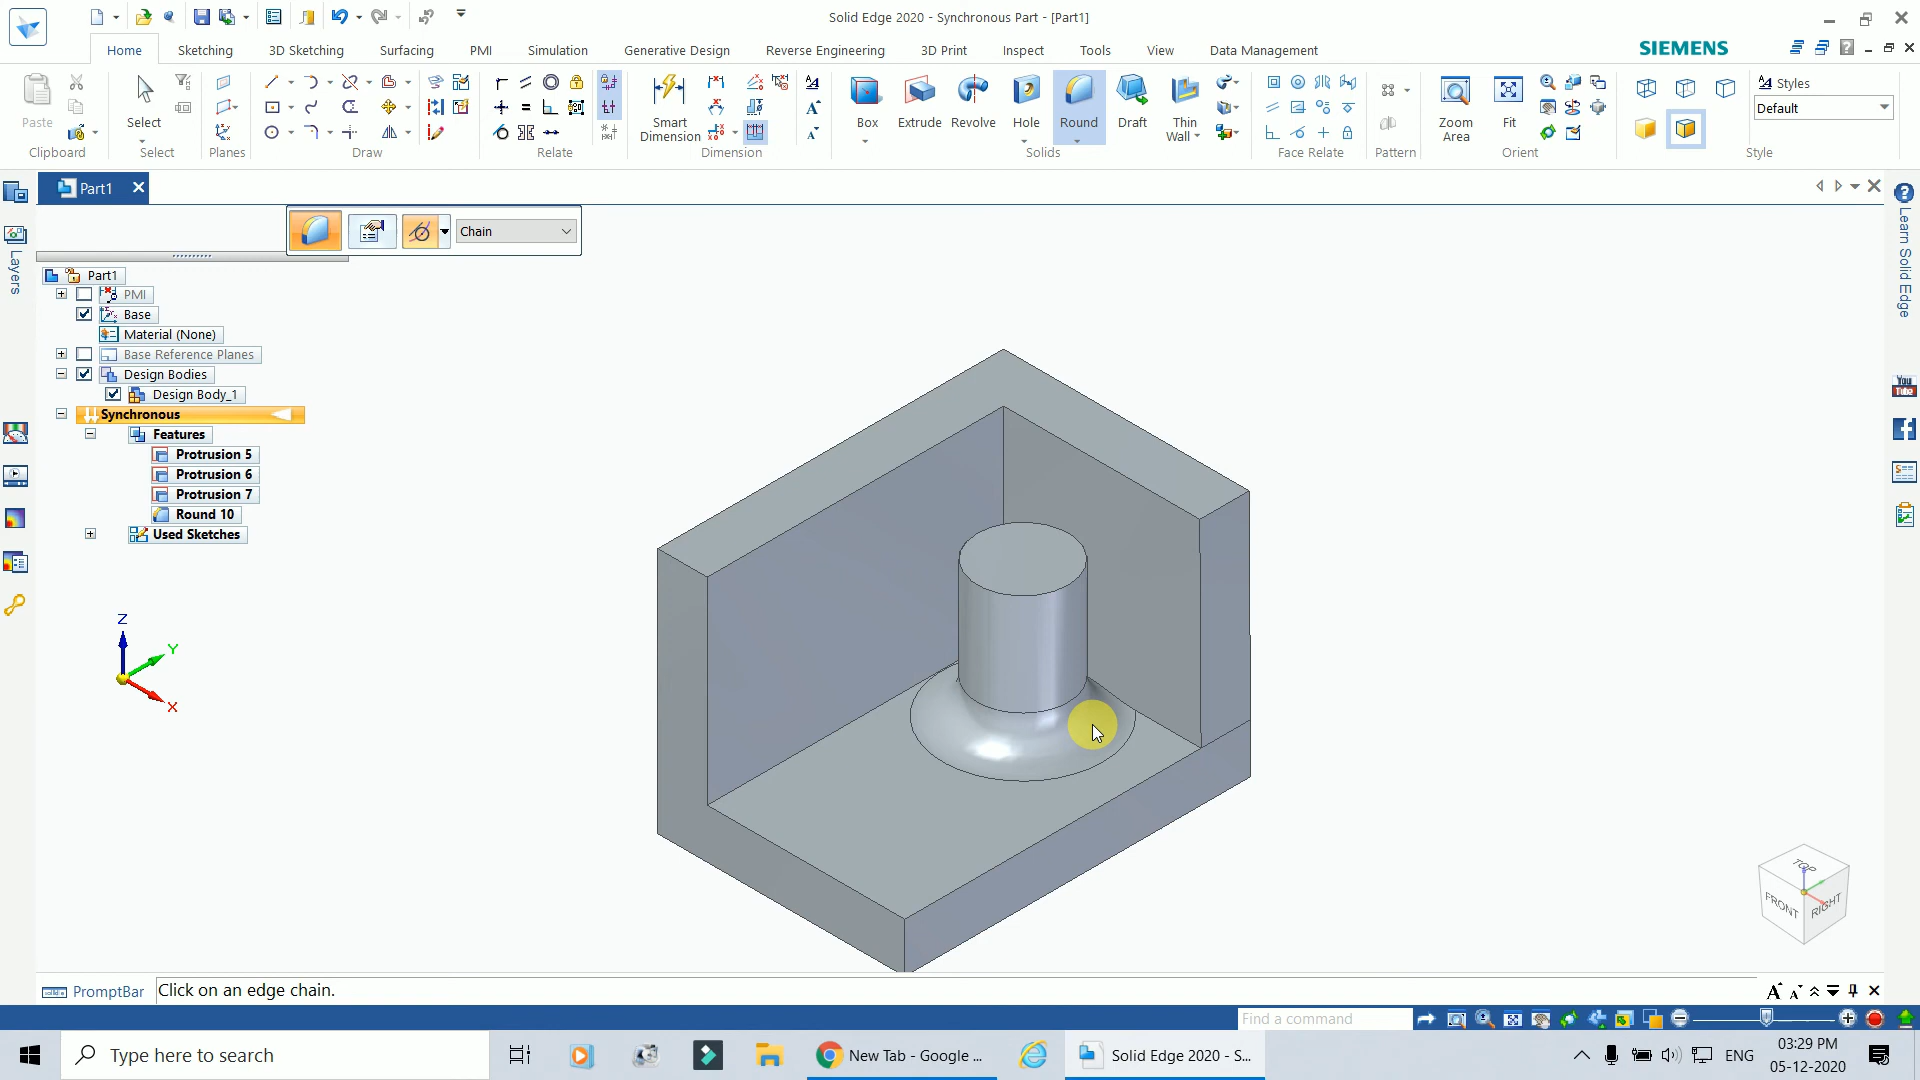 Solid Edge 2020 - Synchronous Part - [Part1]
Home Sketching 3D Sketching Surfacing PMI Simulation Generative Design Reverse Engineering 3D Print Inspect Tools View Data Management
SIEMENS
Paste
Clipboard
Select
Select
Planes
Draw
Relate
Smart Dimension
Dimension
Box
Extrude
Revolve
Hole
Round
Draft
Thin Wall
Solids
Face Relate
Pattern
Zoom Area
Fit
Orient
Styles
Default
Style
Part1
Chain
Layers
Learn Solid Edge
Part1
PMI
Base
Material (None)
Base Reference Planes
Design Bodies
Design Body_1
Synchronous
Features
Protrusion 5
Protrusion 6
Protrusion 7
Round 10
Used Sketches
Z
Y
X
TOP
FRONT
RIGHT
You
Tube
PromptBar
Click on an edge chain.
Find a command
Type here to search
New Tab - Google ...
Solid Edge 2020 - S...
ENG
03:29 PM
05-12-2020